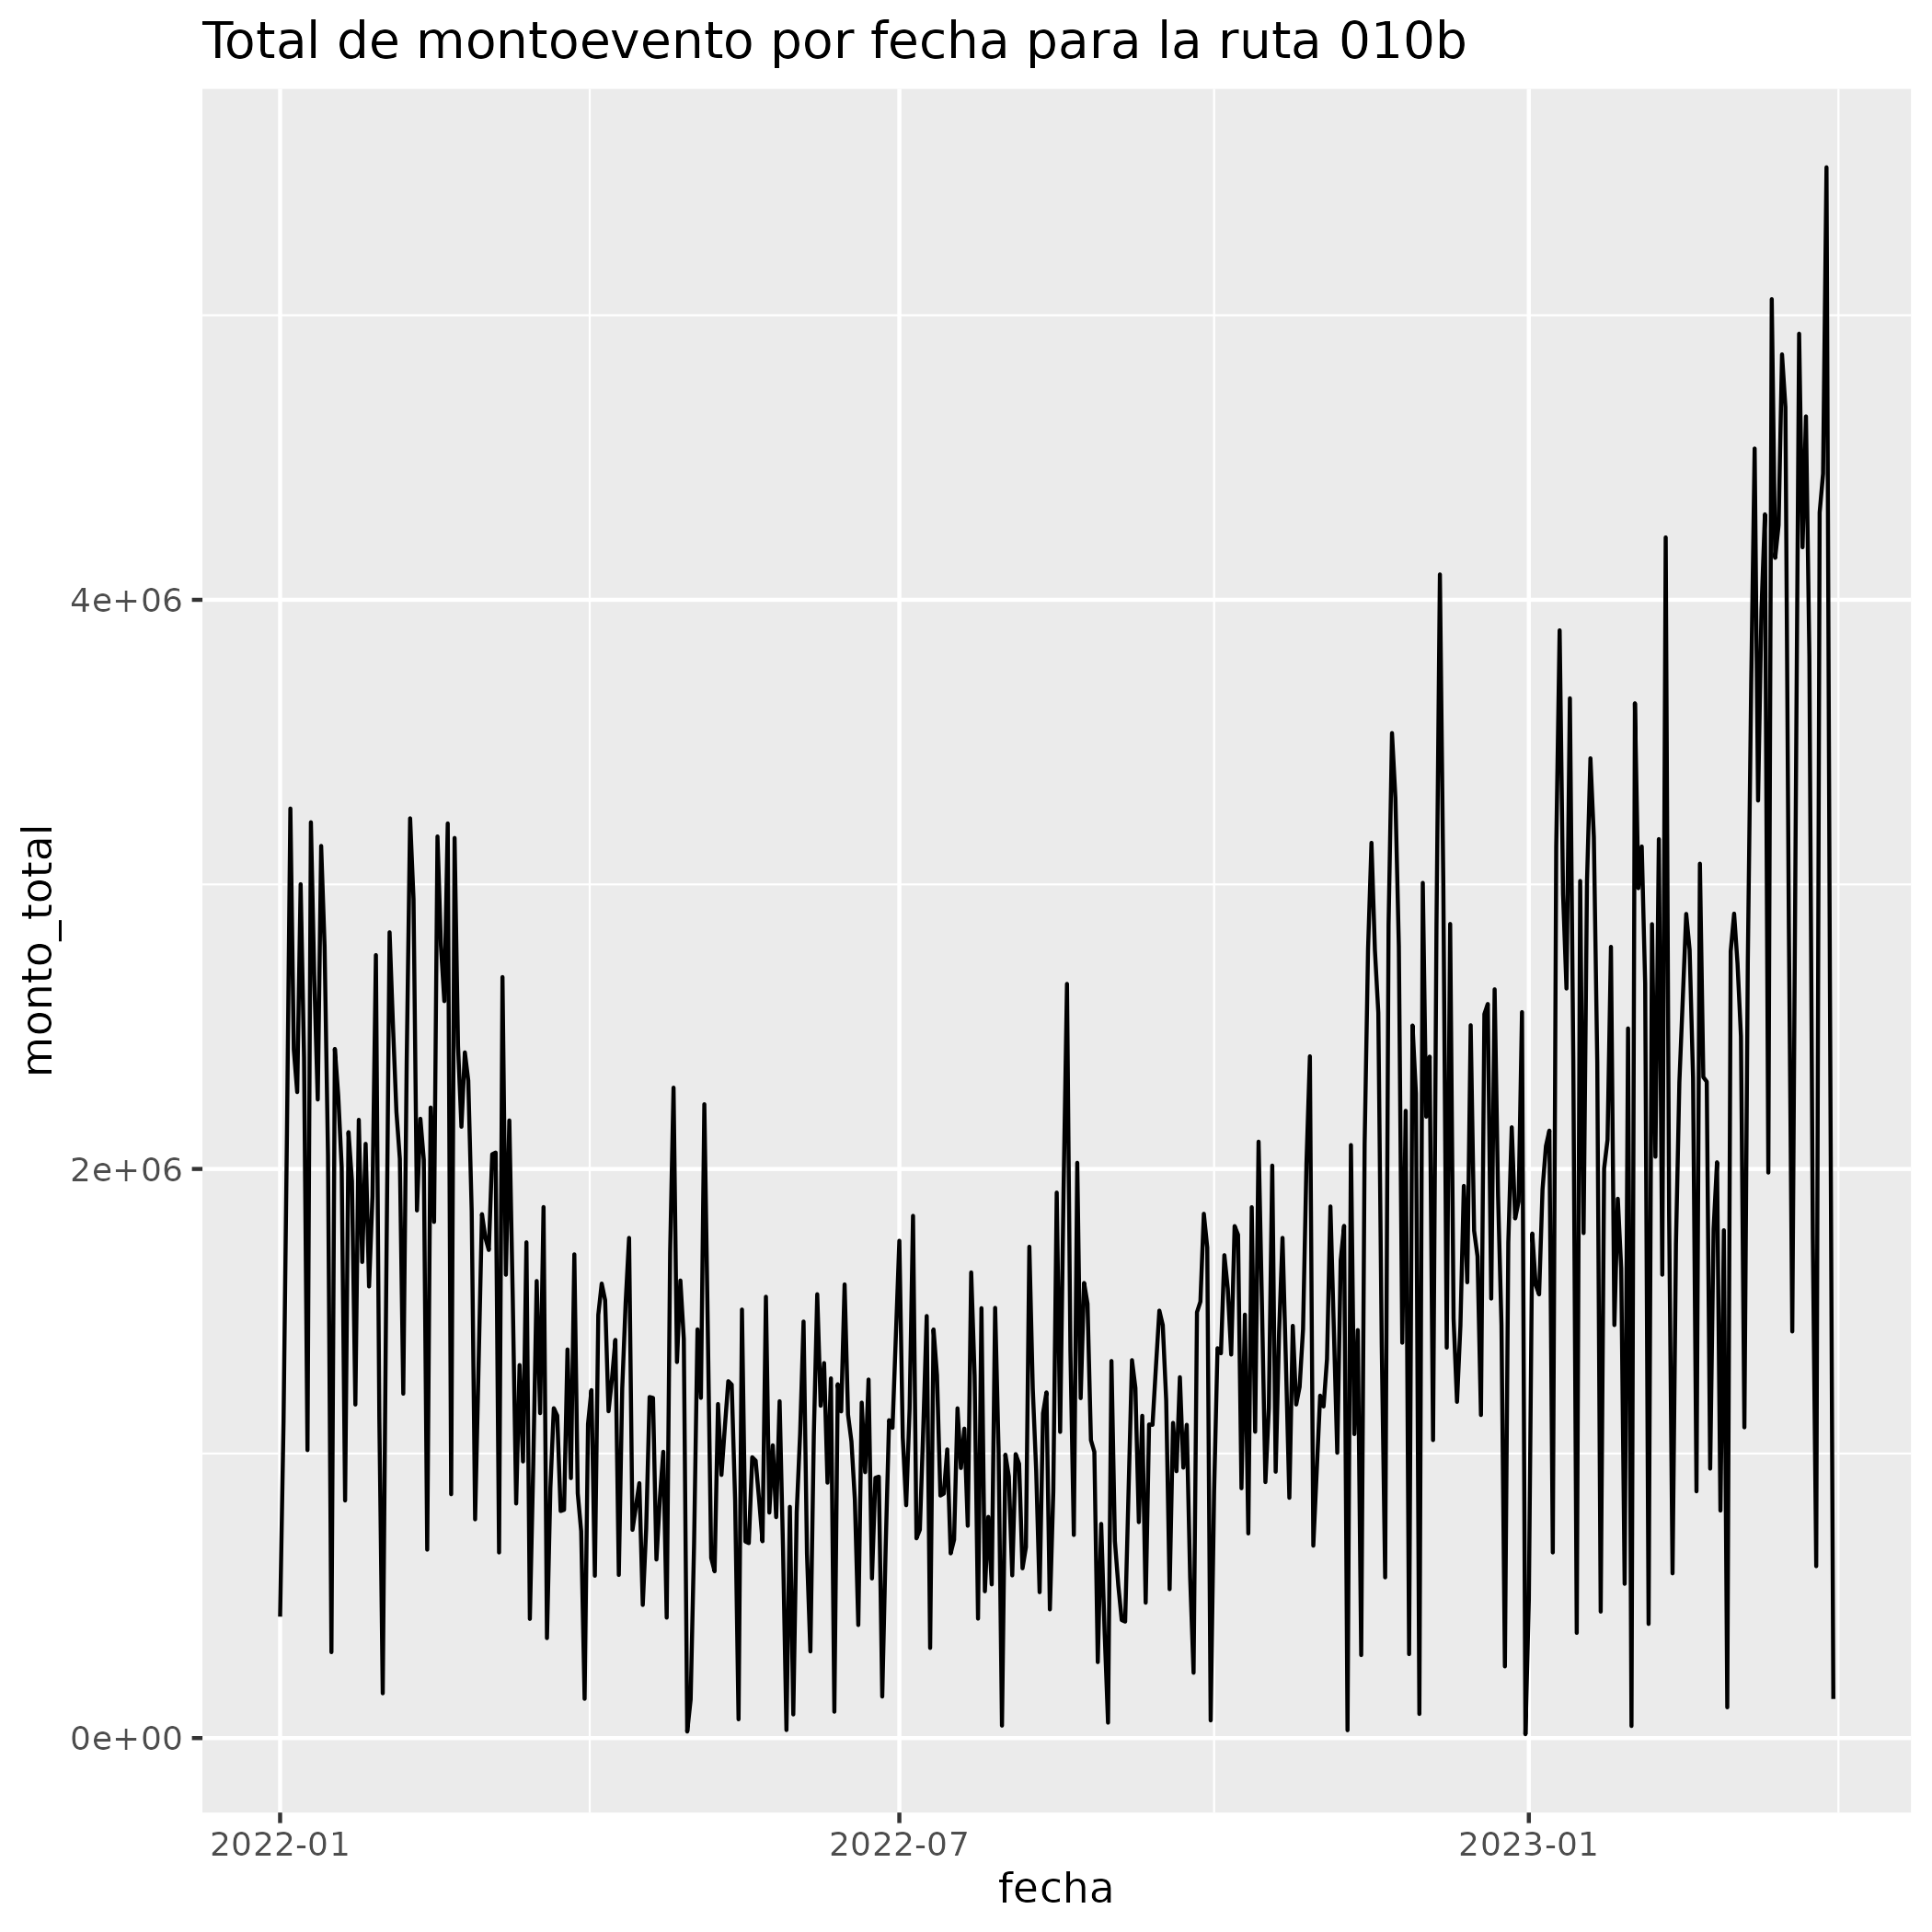 Total de montoevento por fecha para la ruta 010b
monto_total
4e+06
2e+06
0e+00
2022-01
2022-07
2023-01
fecha